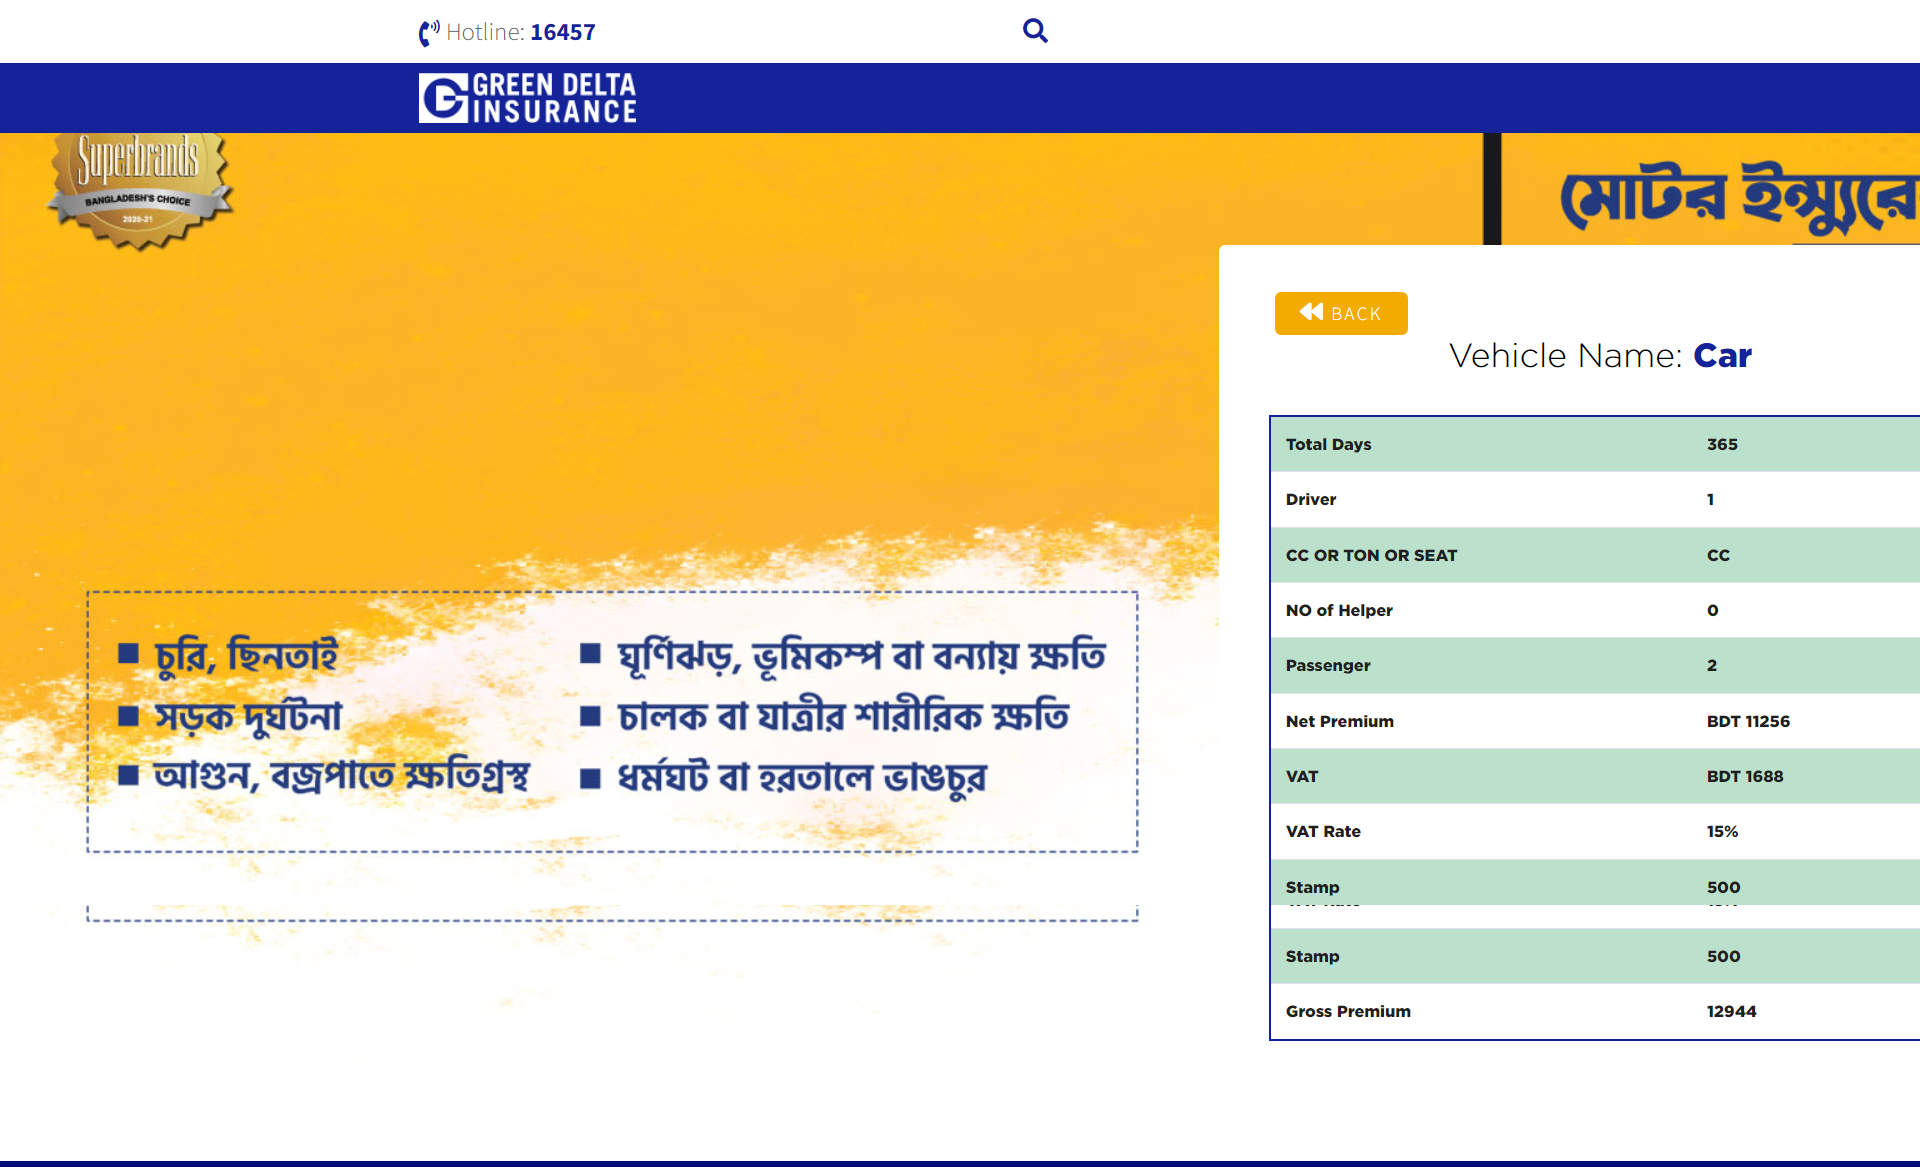 Hotline: 16457
GREEN DELTA
INSURANCE
Superbrands
BANGLADESH'S CHOICE
2020-21
মোটর ইন্স্যুরে
BACK
Vehicle Name: Car
Total Days 365
Driver 1
CC OR TON OR SEAT CC
NO of Helper 0
Passenger 2
Net Premium BDT 11256
VAT BDT 1688
VAT Rate 15%
Stamp 500
Stamp 500
Gross Premium 12944
চুরি, ছিনতাই
সড়ক দুর্ঘটনা
আগুন, বজ্রপাতে ক্ষতিগ্রস্থ
ঘূর্ণিঝড়, ভূমিকম্প বা বন্যায় ক্ষতি
চালক বা যাত্রীর শারীরিক ক্ষতি
ধর্মঘট বা হরতালে ভাঙচুর